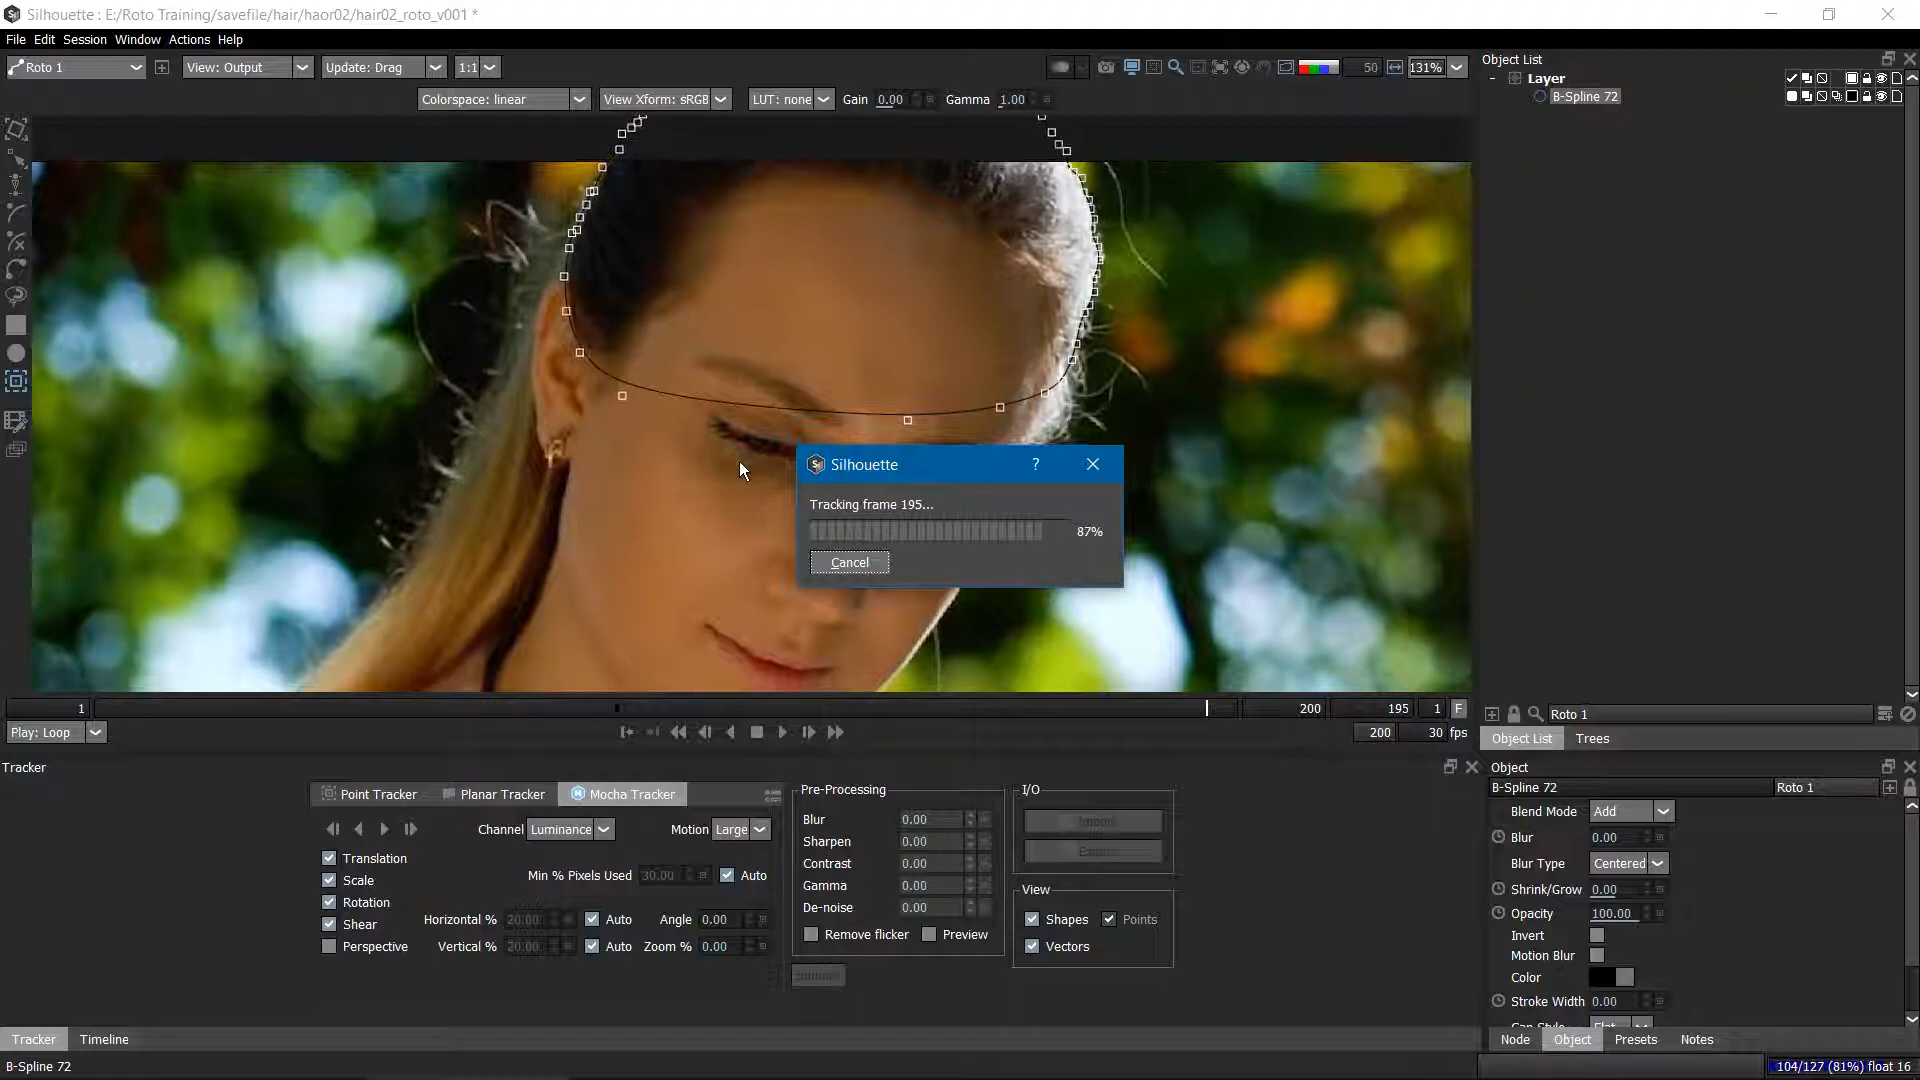 Silhouette : E:/Roto Training/savefile/hair/haor02/hair02_roto_v001 *
File Edit Session Window Actions Help
Roto 1 View: Output Update: Drag 1:1 50 131%
Colorspace: linear View Xform: sRGB LUT: none Gain 0.00 Gamma 1.00
Object List
Layer
B-Spline 72
Silhouette ?
Tracking frame 195...
87%
Cancel
1 200 195 1 F
Play: Loop 200 30 fps
Roto 1
Object List Trees
Tracker
Point Tracker Planar Tracker Mocha Tracker
Channel Luminance Motion Large
Translation
Scale
Rotation
Shear
Perspective
Min % Pixels Used 30.00 Auto
Horizontal % 20.00 Auto Angle 0.00
Vertical % 20.00 Auto Zoom % 0.00
Pre-Processing
Blur 0.00
Sharpen 0.00
Contrast 0.00
Gamma 0.00
De-noise 0.00
Remove flicker Preview
I/O
View
Shapes Points
Vectors
Object
B-Spline 72 Roto 1
Blend Mode Add
Blur 0.00
Blur Type Centered
Shrink/Grow 0.00
Opacity 100.00
Invert
Motion Blur
Color
Stroke Width 0.00
Cap Style Flat
Tracker Timeline
Node Object Presets Notes
B-Spline 72
104/127 (81%) float 16